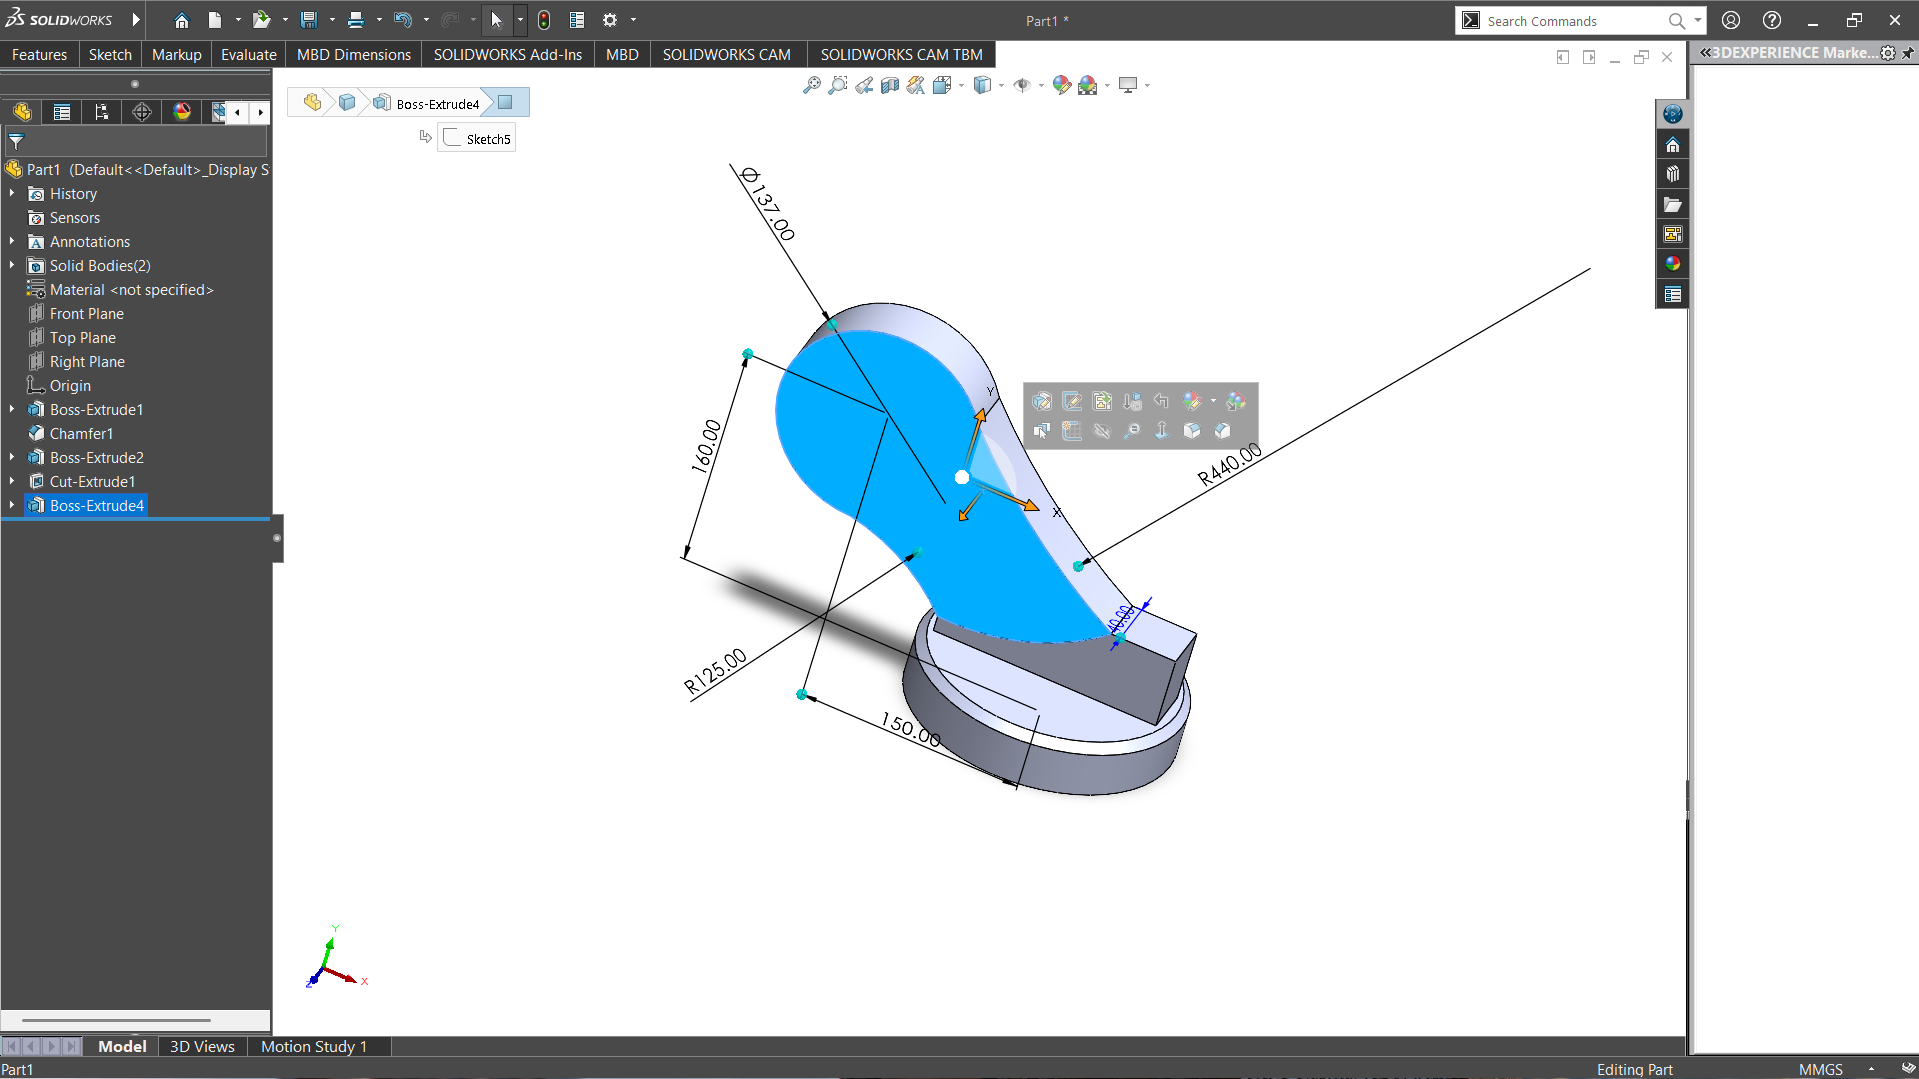 SOLIDWORKS
Part1 *
Search Commands
Features
Sketch
Markup
Evaluate
MBD Dimensions
SOLIDWORKS Add-Ins
MBD
SOLIDWORKS CAM
SOLIDWORKS CAM TBM
3DEXPERIENCE Marke...
Boss-Extrude4
Sketch5
Part1 (Default<<Default>_Display S
History
Sensors
Annotations
Solid Bodies(2)
Material <not specified>
Front Plane
Top Plane
Right Plane
Origin
Boss-Extrude1
Chamfer1
Boss-Extrude2
Cut-Extrude1
Boss-Extrude4
Ø137.00
160.00
Y
X
R440.00
40.00
R125.00
150.00
Y
X
Z
Model
3D Views
Motion Study 1
Part1
Editing Part
MMGS